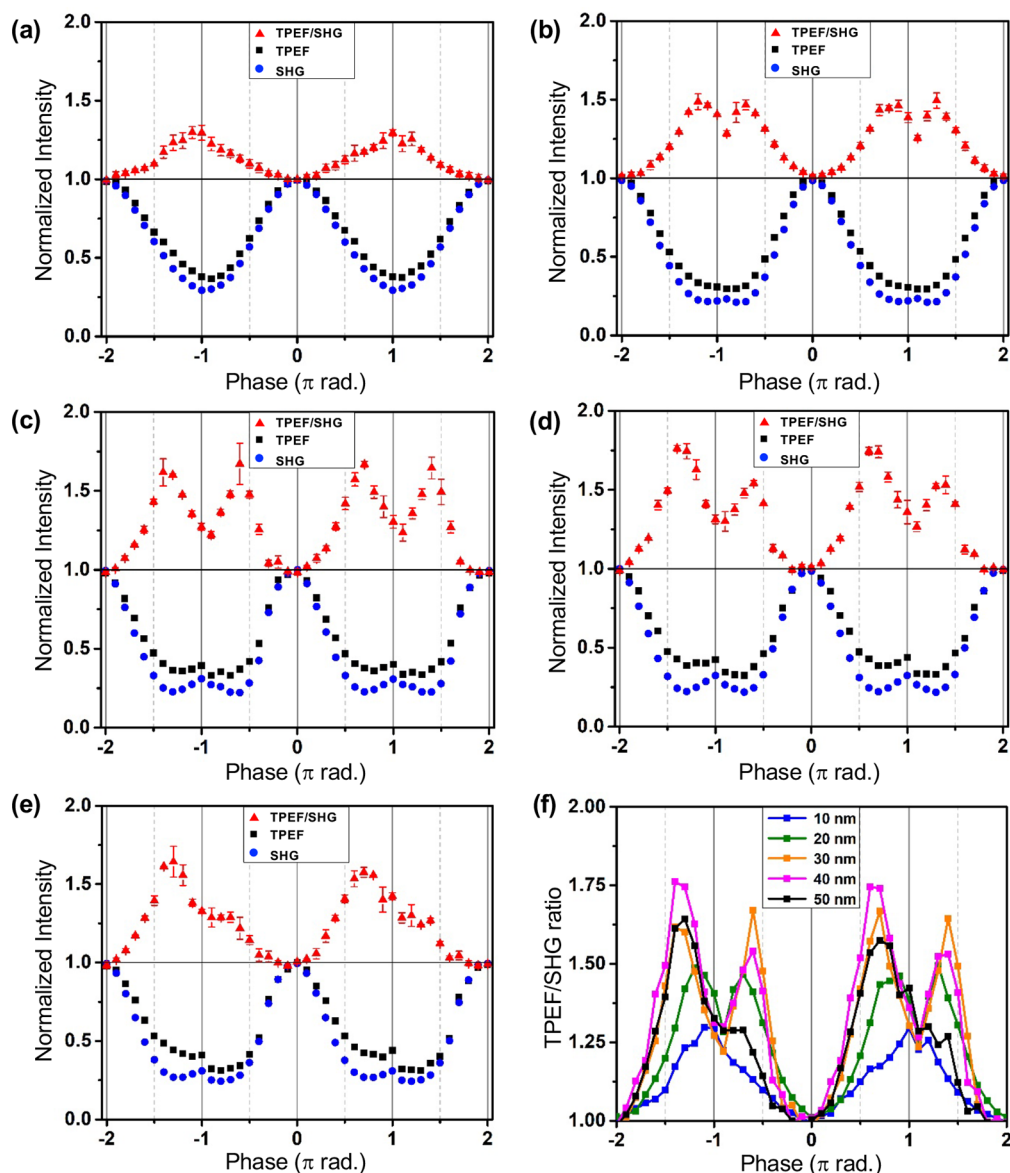 (a)
TPEF/SHG
TPEF
SHG
Normalized Intensity
2.0
1.5
1.0
0.5
0.0
-2 -1 0 1 2
Phase (π rad.)
(b)
TPEF/SHG
TPEF
SHG
Normalized Intensity
2.0
1.5
1.0
0.5
0.0
-2 -1 0 1 2
Phase (π rad.)
(c)
TPEF/SHG
TPEF
SHG
Normalized Intensity
2.0
1.5
1.0
0.5
0.0
-2 -1 0 1 2
Phase (π rad.)
(d)
TPEF/SHG
TPEF
SHG
Normalized Intensity
2.0
1.5
1.0
0.5
0.0
-2 -1 0 1 2
Phase (π rad.)
(e)
TPEF/SHG
TPEF
SHG
Normalized Intensity
2.0
1.5
1.0
0.5
0.0
-2 -1 0 1 2
Phase (π rad.)
(f)
10 nm
20 nm
30 nm
40 nm
50 nm
TPEF/SHG ratio
2.00
1.75
1.50
1.25
1.00
-2 -1 0 1 2
Phase (π rad.)